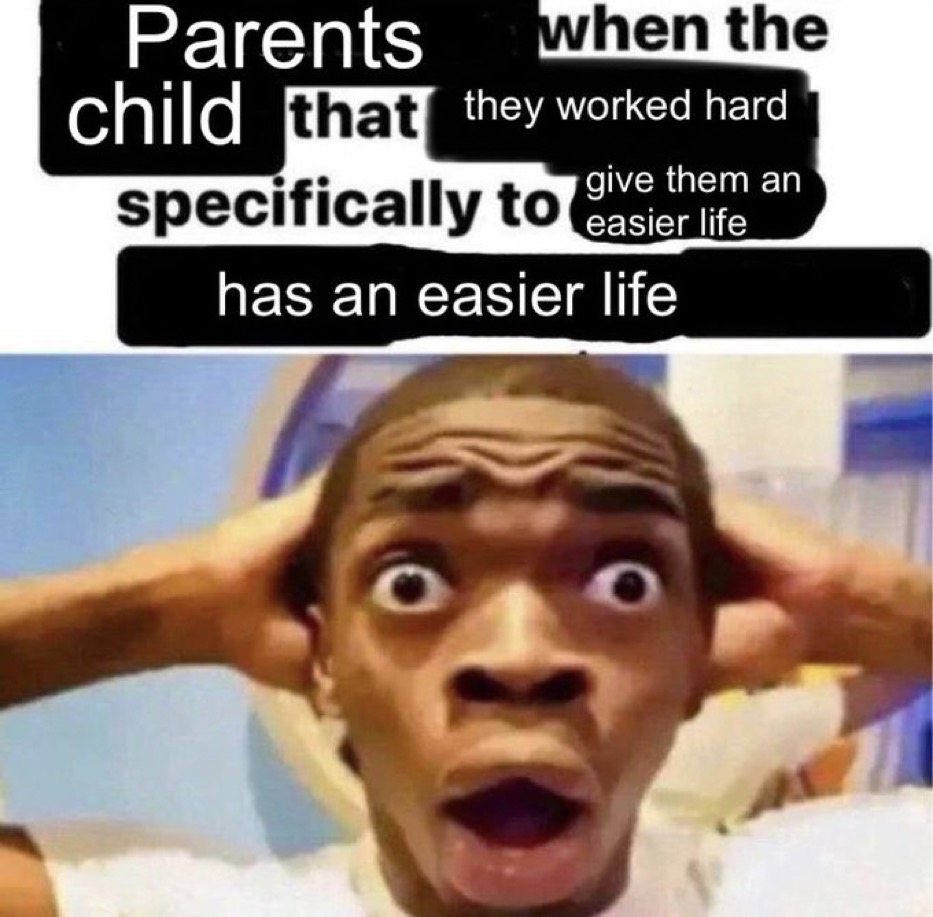 Parents when the
child that they worked hard
specifically to give them an
easier life
has an easier life